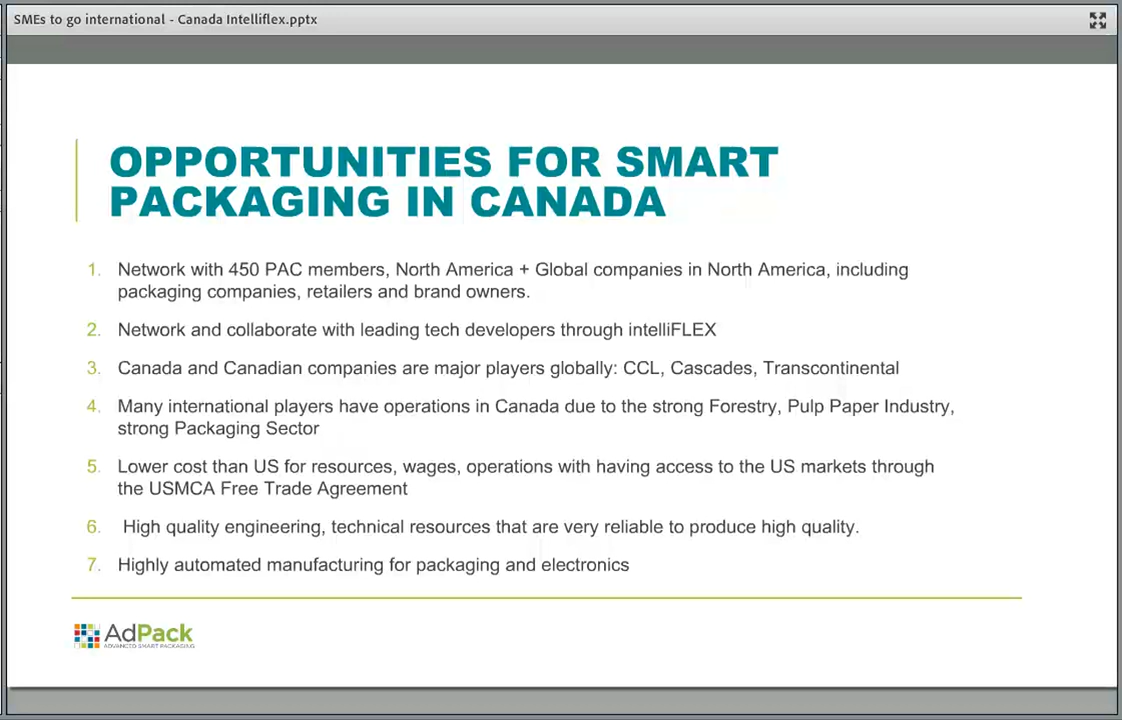 SMEs to go international - Canada Intelliflex.pptx
OPPORTUNITIES FOR SMART
PACKAGING IN CANADA
1. Network with 450 PAC members, North America + Global companies in North America, including
packaging companies, retailers and brand owners.
2. Network and collaborate with leading tech developers through intelliFLEX
3. Canada and Canadian companies are major players globally: CCL, Cascades, Transcontinental
4. Many international players have operations in Canada due to the strong Forestry, Pulp Paper Industry,
strong Packaging Sector
5. Lower cost than US for resources, wages, operations with having access to the US markets through
the USMCA Free Trade Agreement
6. High quality engineering, technical resources that are very reliable to produce high quality.
7. Highly automated manufacturing for packaging and electronics
AdPack
ADVANCED SMART PACKAGING